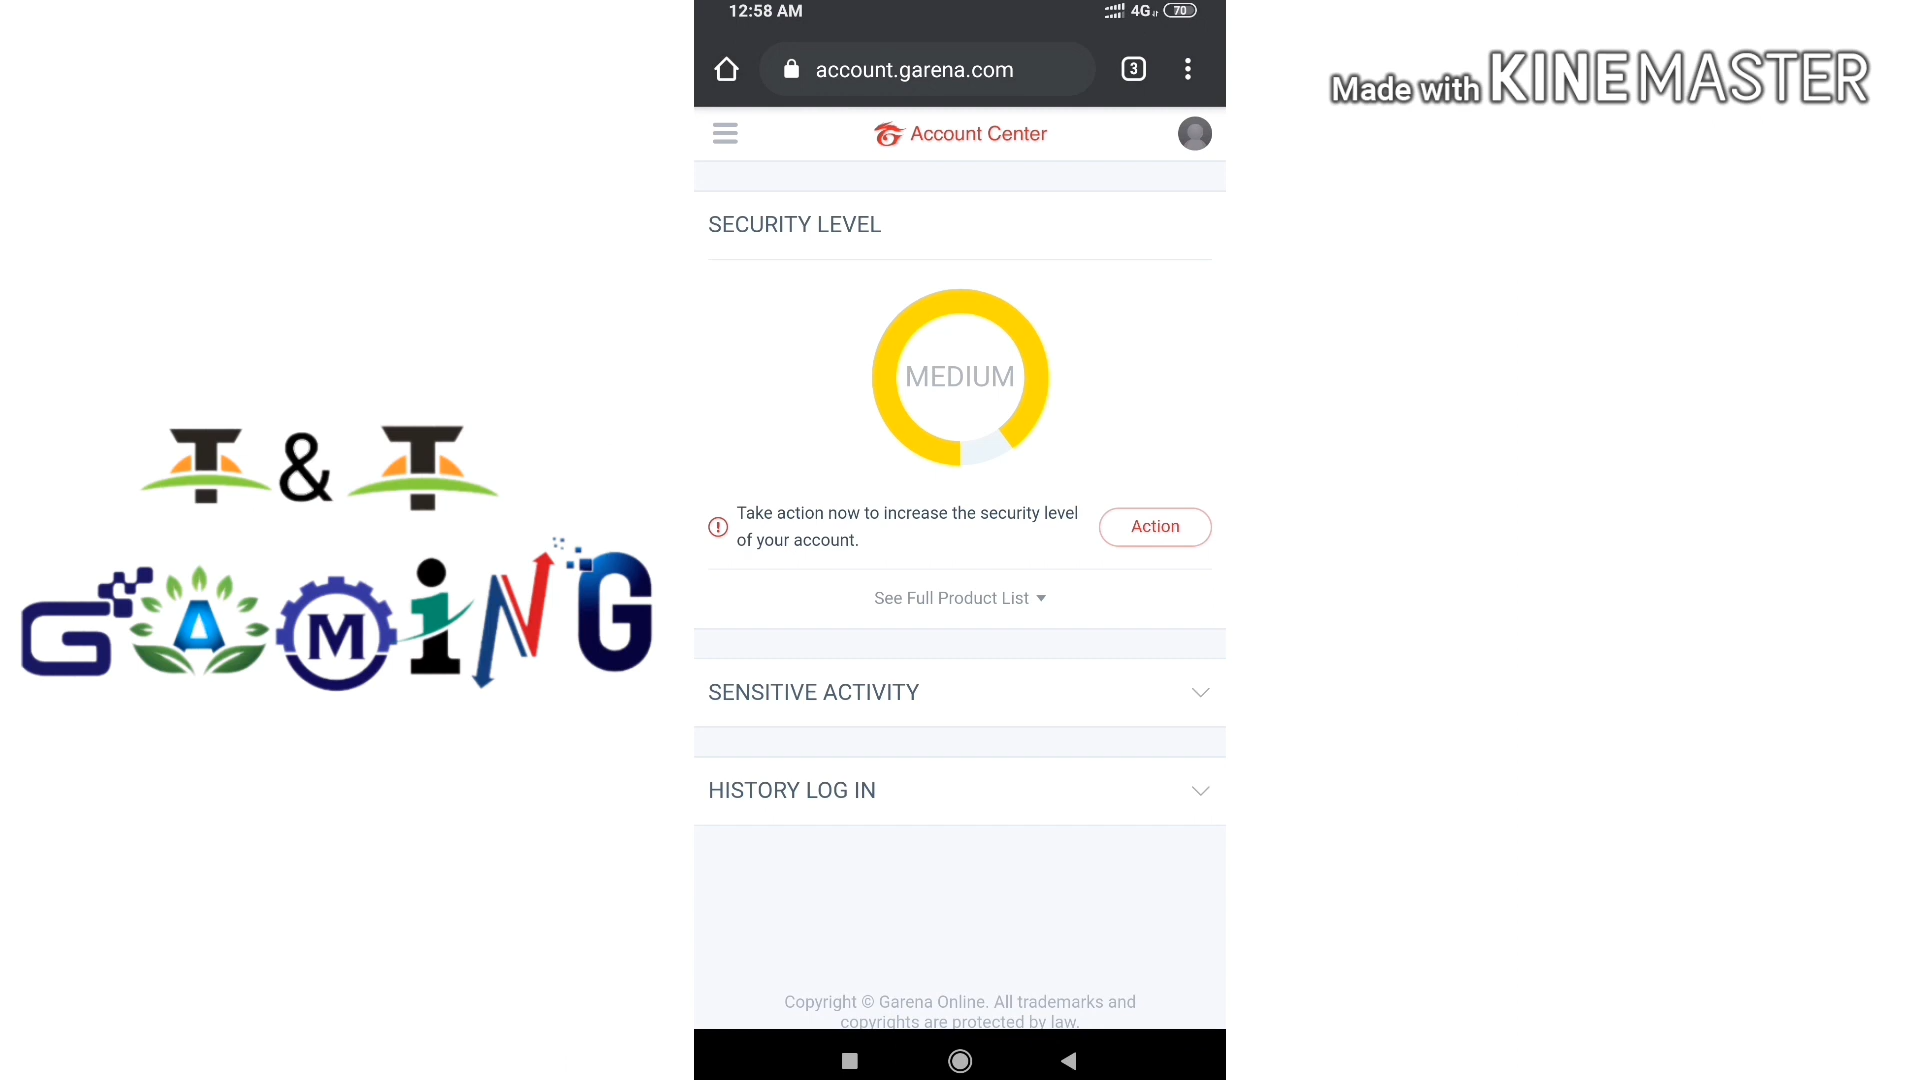 12:58 AM
4G
70
account.garena.com
3
Made with KINEMASTER
Account Center
SECURITY LEVEL
MEDIUM
Take action now to increase the security level
of your account.
Action
See Full Product List
T & T
GAMiNG
SENSITIVE ACTIVITY
HISTORY LOG IN
Copyright © Garena Online. All trademarks and
copyrights are protected by law.